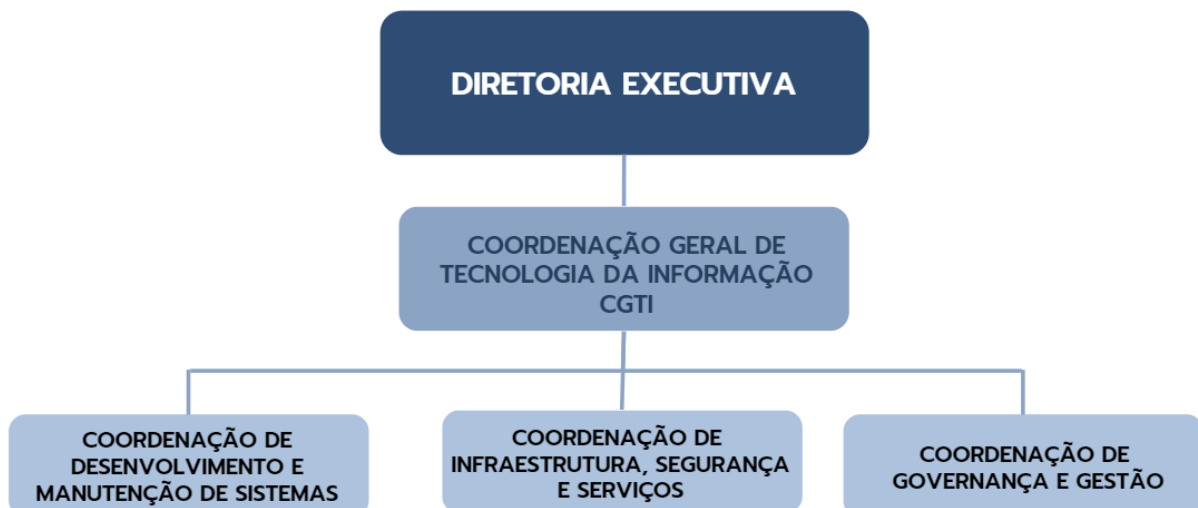 DIRETORIA EXECUTIVA
COORDENAÇÃO GERAL DE
TECNOLOGIA DA INFORMAÇÃO
CGTI
COORDENAÇÃO DE
DESENVOLVIMENTO E
MANUTENÇÃO DE SISTEMAS
COORDENAÇÃO DE
INFRAESTRUTURA, SEGURANÇA
E SERVIÇOS
COORDENAÇÃO DE
GOVERNANÇA E GESTÃO